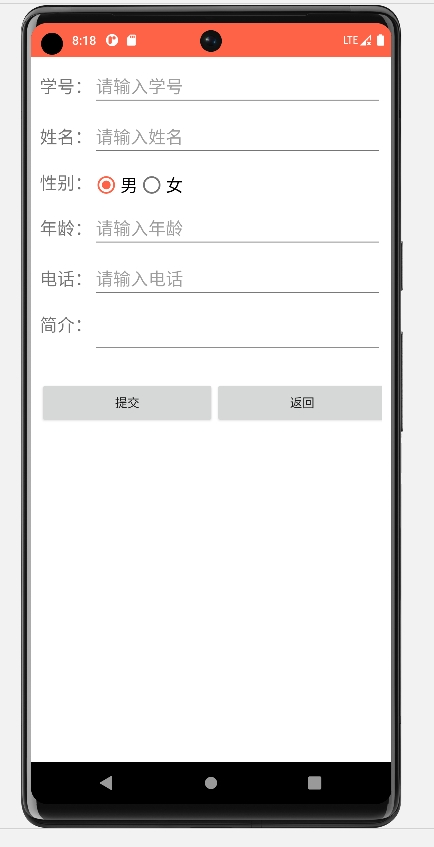 8:18 LTE
学号： 请输入学号
姓名： 请输入姓名
性别： 男 女
年龄： 请输入年龄
电话： 请输入电话
简介：
提交 返回